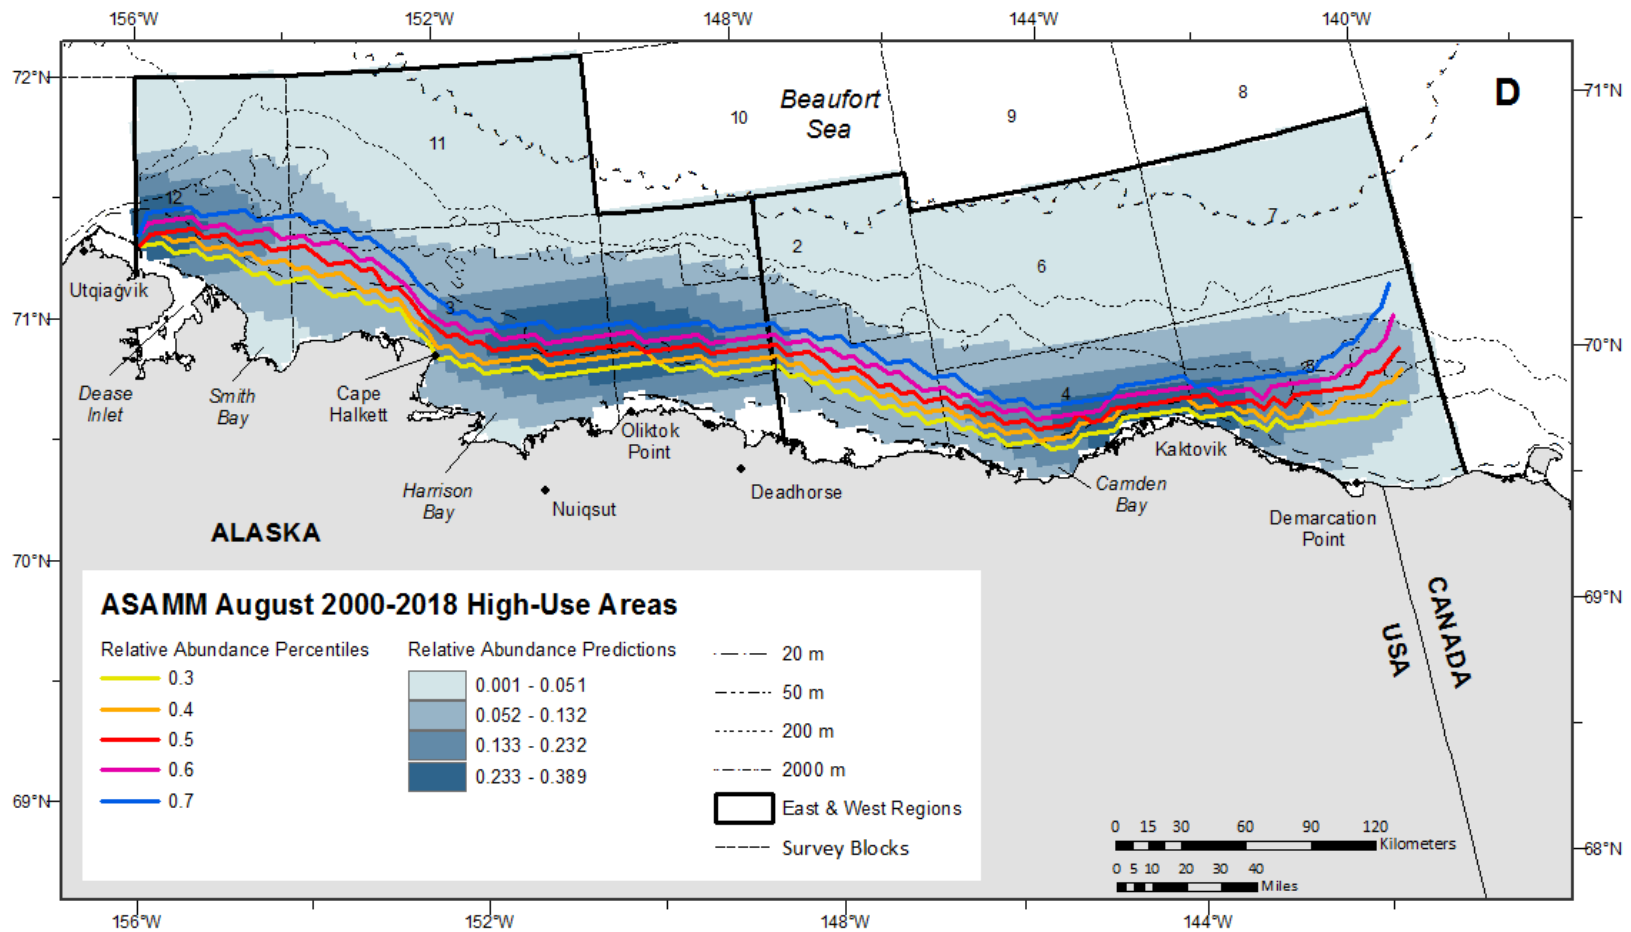 156°W
152°W
148°W
144°W
140°W
72°N
71°N
70°N
69°N
71°N
70°N
69°N
68°N
D
Beaufort
Sea
8
9
10
11
7
12
2
1
6
3
4
5
Utqiaġvik
Dease
Inlet
Smith
Bay
Cape
Halkett
Harrison
Bay
Oliktok
Point
Nuiqsut
Deadhorse
Kaktovik
Camden
Bay
Demarcation
Point
ALASKA
USA
CANADA
ASAMM August 2000-2018 High-Use Areas
Relative Abundance Percentiles
0.3
0.4
0.5
0.6
0.7
Relative Abundance Predictions
0.001 - 0.051
0.052 - 0.132
0.133 - 0.232
0.233 - 0.389
20 m
50 m
200 m
2000 m
East & West Regions
Survey Blocks
0 15 30 60 90 120
Kilometers
0 5 10 20 30 40
Miles
156°W
152°W
148°W
144°W